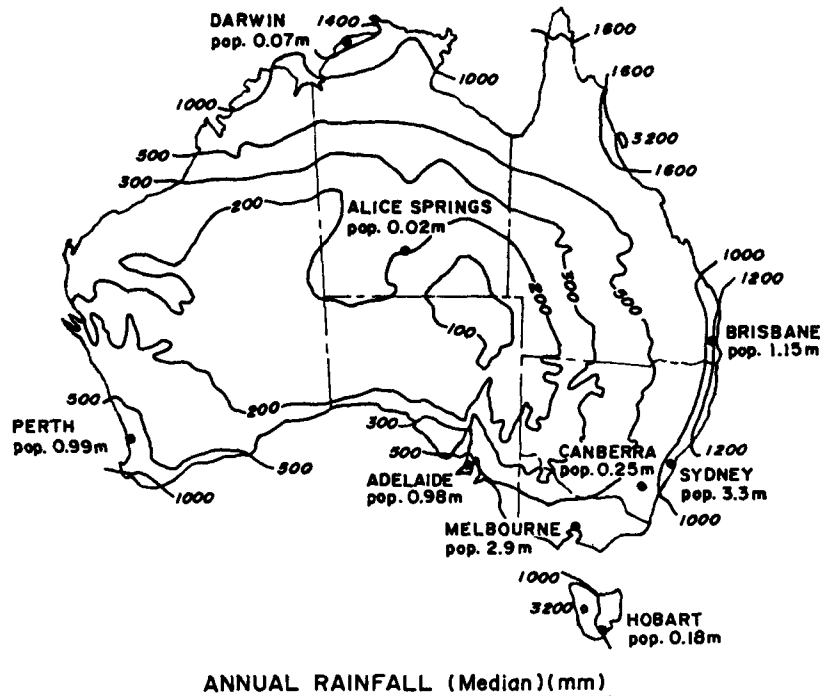 DARWIN
pop. 0.07m
1400
1600
1000
1600
1000
3200
500
1600
300
200
ALICE SPRINGS
pop. 0.02m
1000
1200
200
300
500
100
BRISBANE
pop. 1.15m
500
200
PERTH
pop. 0.99m
300
500
500
1000
ADELAIDE
pop. 0.98m
CANBERRA
pop. 0.25m
1200
SYDNEY
pop. 3.3m
1000
MELBOURNE
pop. 2.9m
1000
3200
HOBART
pop. 0.18m
ANNUAL RAINFALL (Median)(mm)